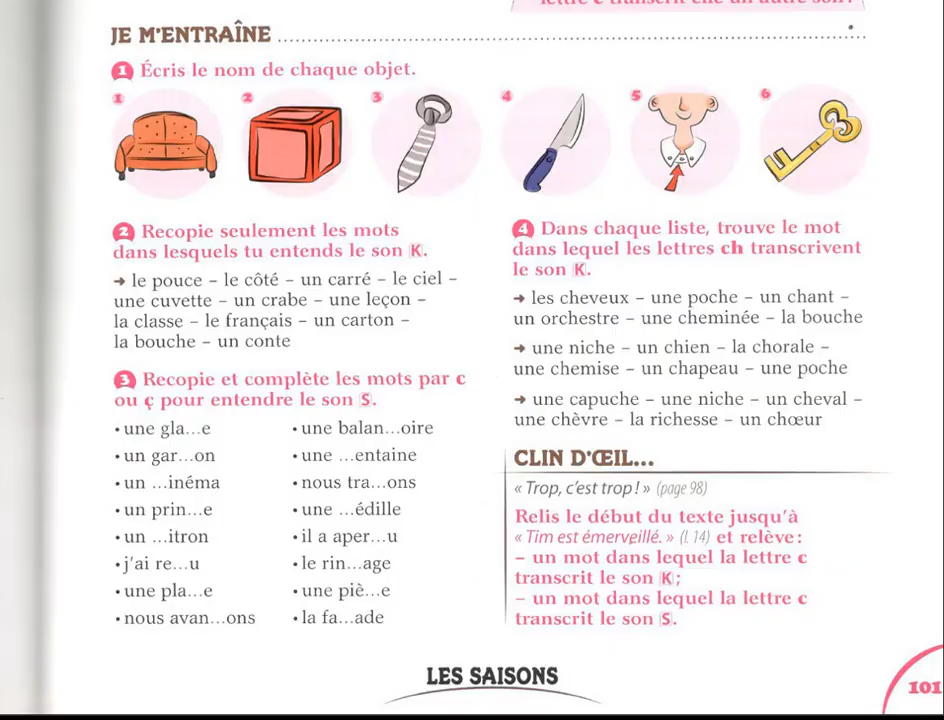 lettre c transcrit elle un autre son?
JE M'ENTRAÎNE
1 Écris le nom de chaque objet.
1 2 3 4 5 6
2 Recopie seulement les mots
dans lesquels tu entends le son K.
➜ le pouce – le côté – un carré – le ciel –
une cuvette – un crabe – une leçon –
la classe – le français – un carton –
la bouche – un conte
3 Recopie et complète les mots par c
ou ç pour entendre le son S.
• une gla...e
• un gar...on
• un ...inéma
• un prin...e
• un ...itron
• j'ai re...u
• une pla...e
• nous avan...ons
• une balan...oire
• une ...entaine
• nous tra...ons
• une ...édille
• il a aper...u
• le rin...age
• une piè...e
• la fa...ade
4 Dans chaque liste, trouve le mot
dans lequel les lettres ch transcrivent
le son K.
➜ les cheveux – une poche – un chant –
un orchestre – une cheminée – la bouche
➜ une niche – un chien – la chorale –
une chemise – un chapeau – une poche
➜ une capuche – une niche – un cheval –
une chèvre – la richesse – un chœur
CLIN D'ŒIL...
« Trop, c'est trop ! » (page 98)
Relis le début du texte jusqu'à
« Tim est émerveillé. » (l. 14) et relève :
– un mot dans lequel la lettre c
transcrit le son K ;
– un mot dans lequel la lettre c
transcrit le son S.
LES SAISONS
101